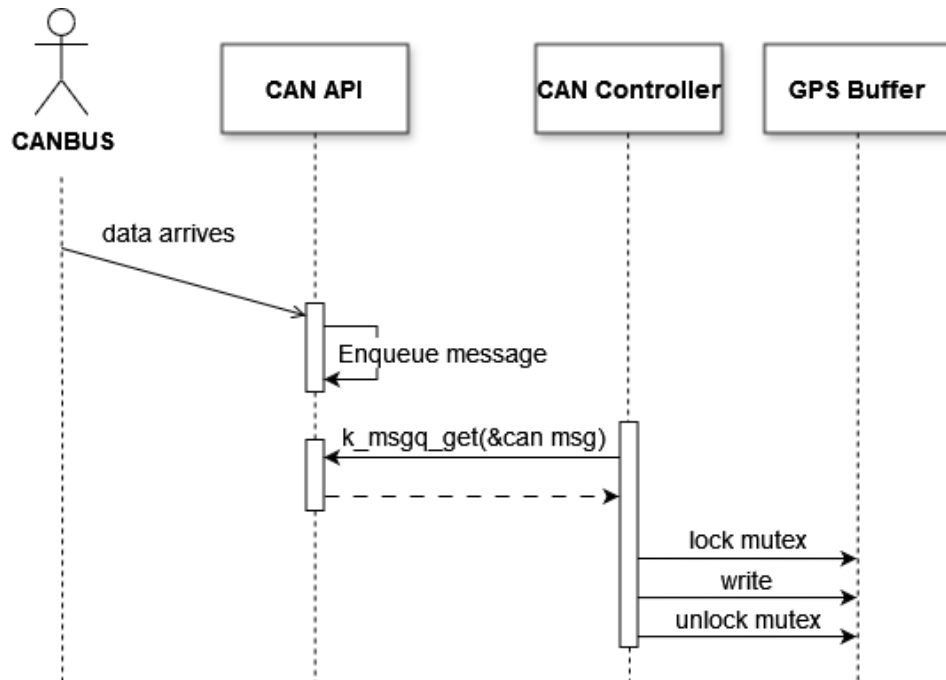 CANBUS
CAN API
CAN Controller
GPS Buffer
data arrives
Enqueue message
k_msgq_get(&can msg)
lock mutex
write
unlock mutex